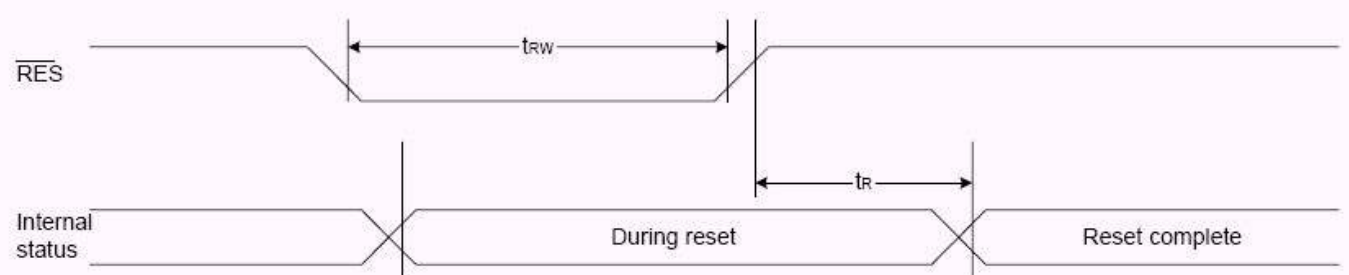 tRW
RES
tR
Internal
status
During reset
Reset complete